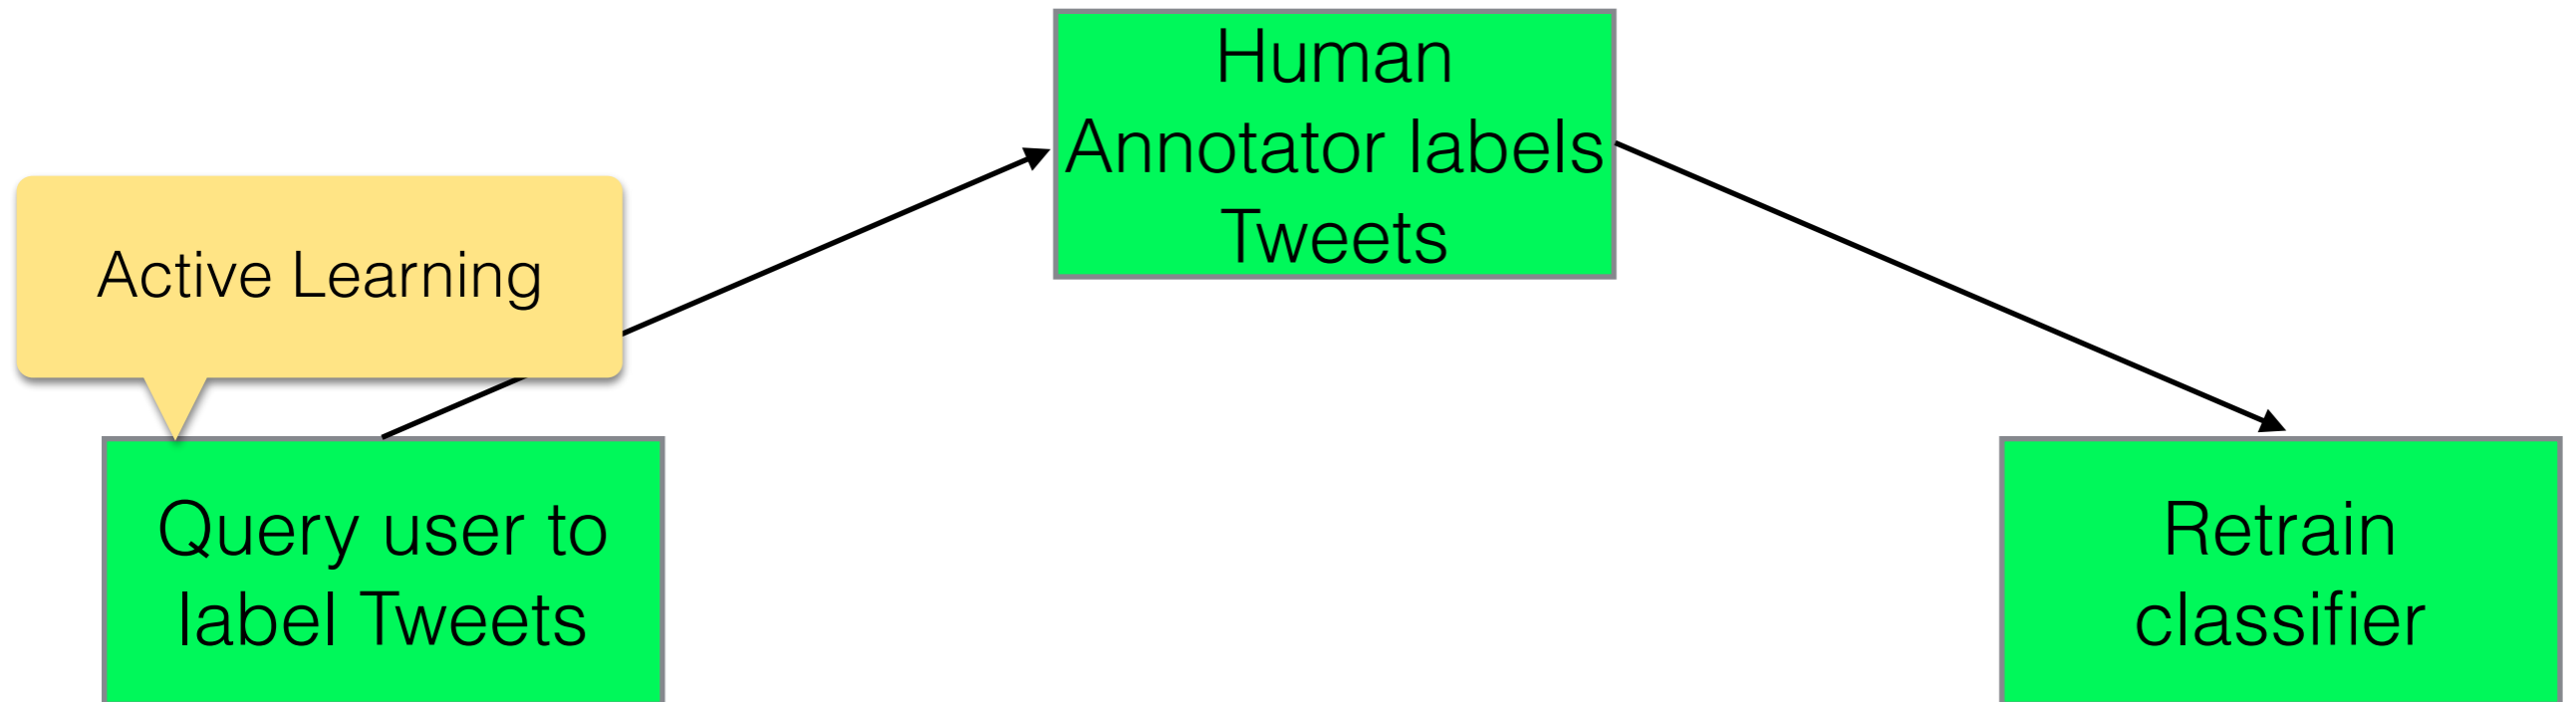 Human
Annotator labels
Tweets
Active Learning
Query user to
label Tweets
Retrain
classifier